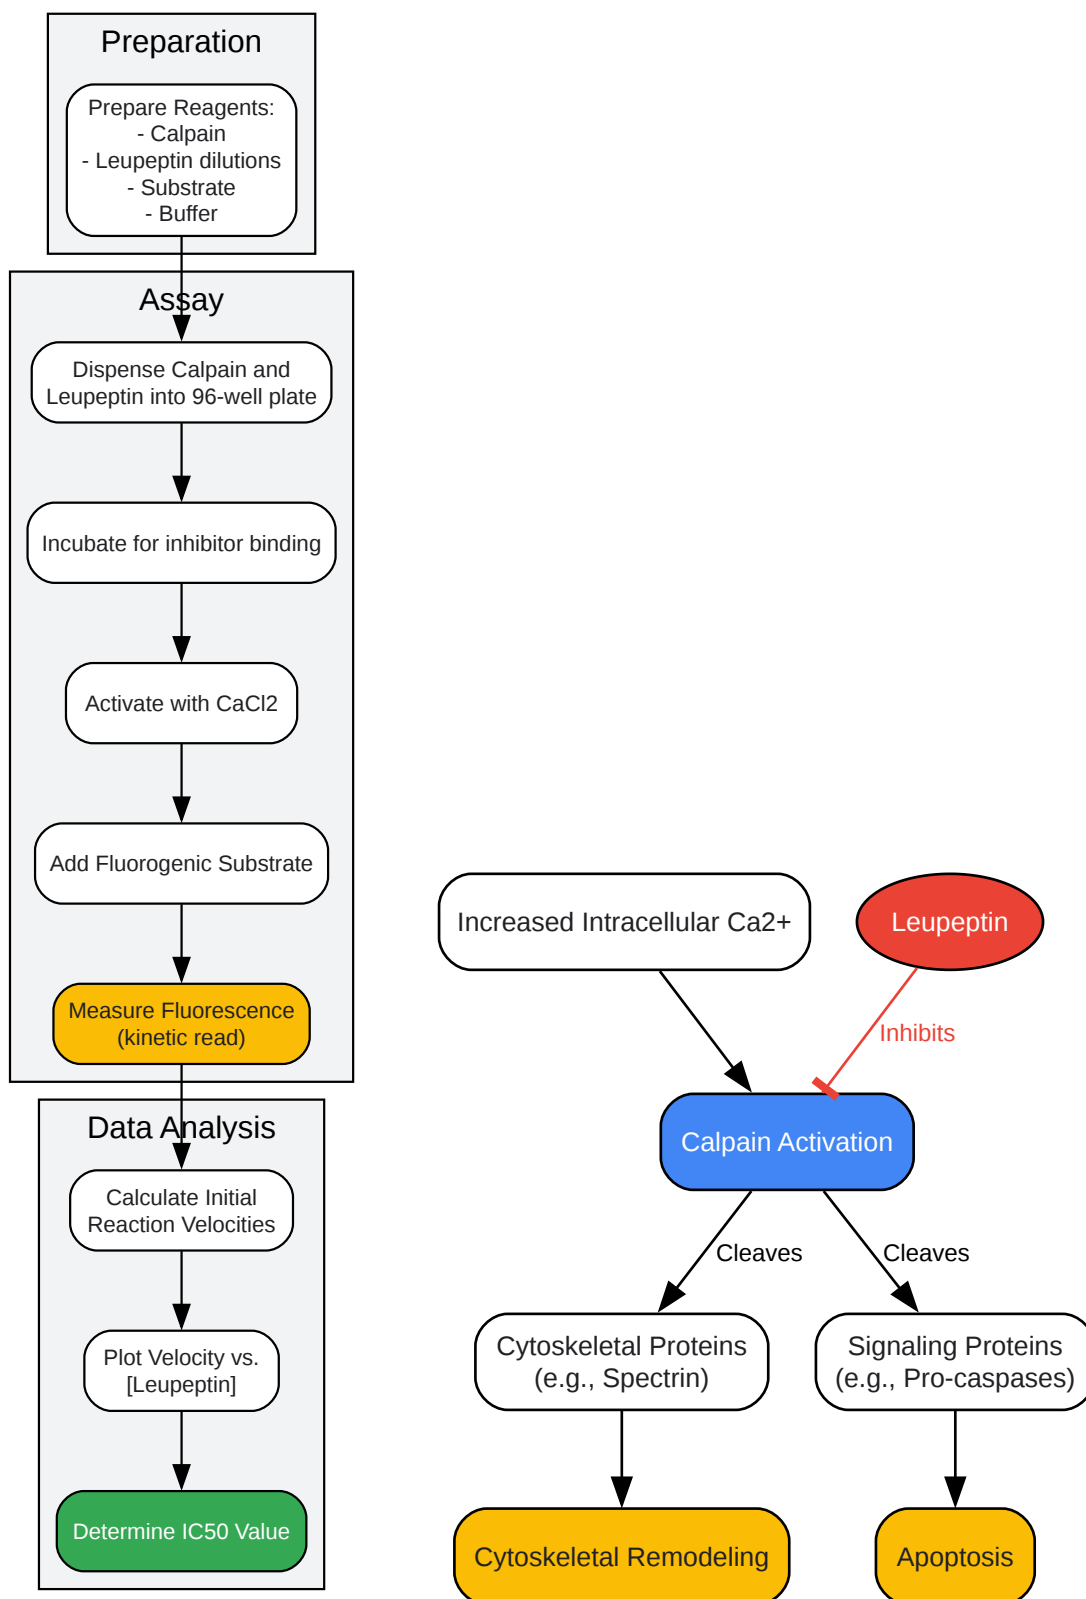 Preparation
Prepare Reagents:
- Calpain
- Leupeptin dilutions
- Substrate
- Buffer
Assay
Dispense Calpain and
Leupeptin into 96-well plate
Incubate for inhibitor binding
Activate with CaCl2
Add Fluorogenic Substrate
Measure Fluorescence
(kinetic read)
Data Analysis
Calculate Initial
Reaction Velocities
Plot Velocity vs.
[Leupeptin]
Determine IC50 Value
Increased Intracellular Ca2+
Leupeptin
Inhibits
Calpain Activation
Cleaves
Cleaves
Cytoskeletal Proteins
(e.g., Spectrin)
Signaling Proteins
(e.g., Pro-caspases)
Cytoskeletal Remodeling
Apoptosis